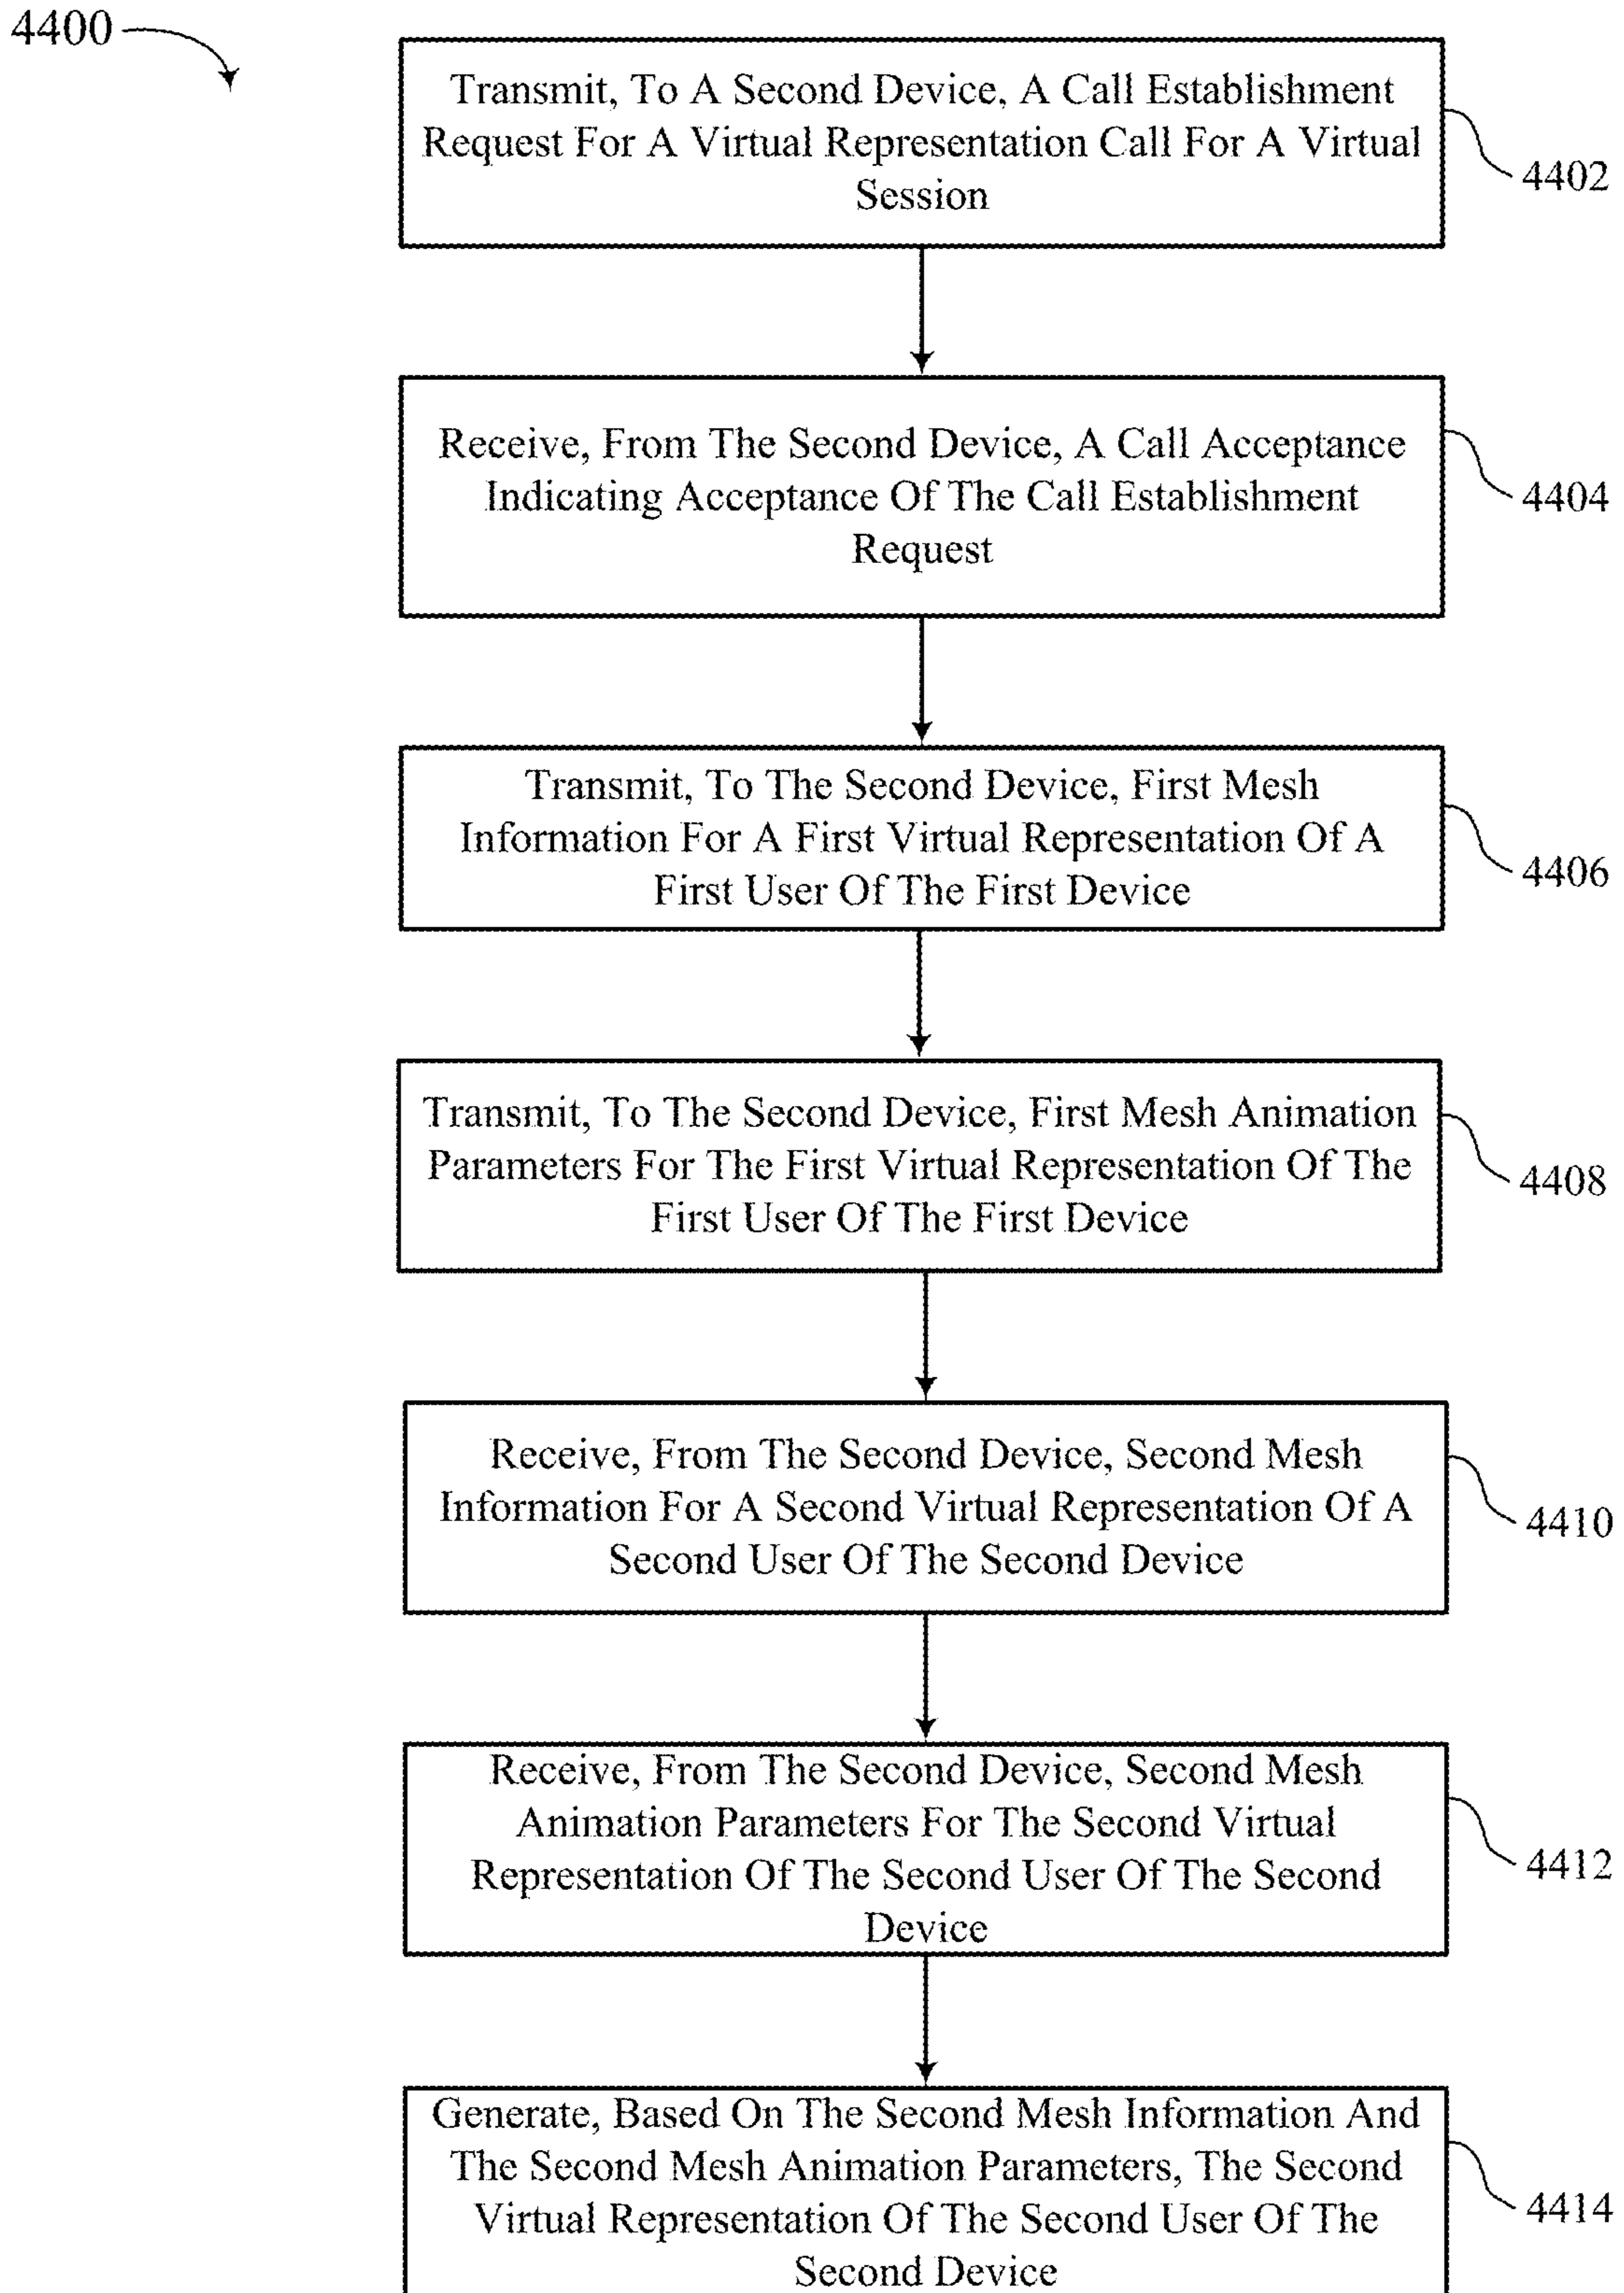 4400
Transmit, To A Second Device, A Call Establishment
Request For A Virtual Representation Call For A Virtual
Session
4402
Receive, From The Second Device, A Call Acceptance
Indicating Acceptance Of The Call Establishment
Request
4404
Transmit, To The Second Device, First Mesh
Information For A First Virtual Representation Of A
First User Of The First Device
4406
Transmit, To The Second Device, First Mesh Animation
Parameters For The First Virtual Representation Of The
First User Of The First Device
4408
Receive, From The Second Device, Second Mesh
Information For A Second Virtual Representation Of A
Second User Of The Second Device
4410
Receive, From The Second Device, Second Mesh
Animation Parameters For The Second Virtual
Representation Of The Second User Of The Second
Device
4412
Generate, Based On The Second Mesh Information And
The Second Mesh Animation Parameters, The Second
Virtual Representation Of The Second User Of The
Second Device
4414